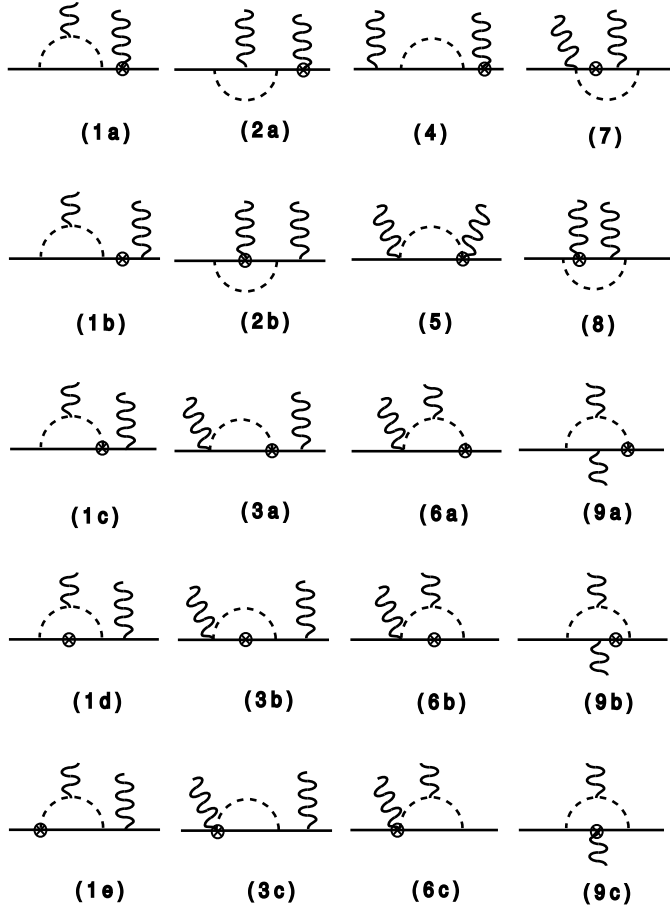 (1a) (2a) (4) (7)
(1b) (2b) (5) (8)
(1c) (3a) (6a) (9a)
(1d) (3b) (6b) (9b)
(1e) (3c) (6c) (9c)